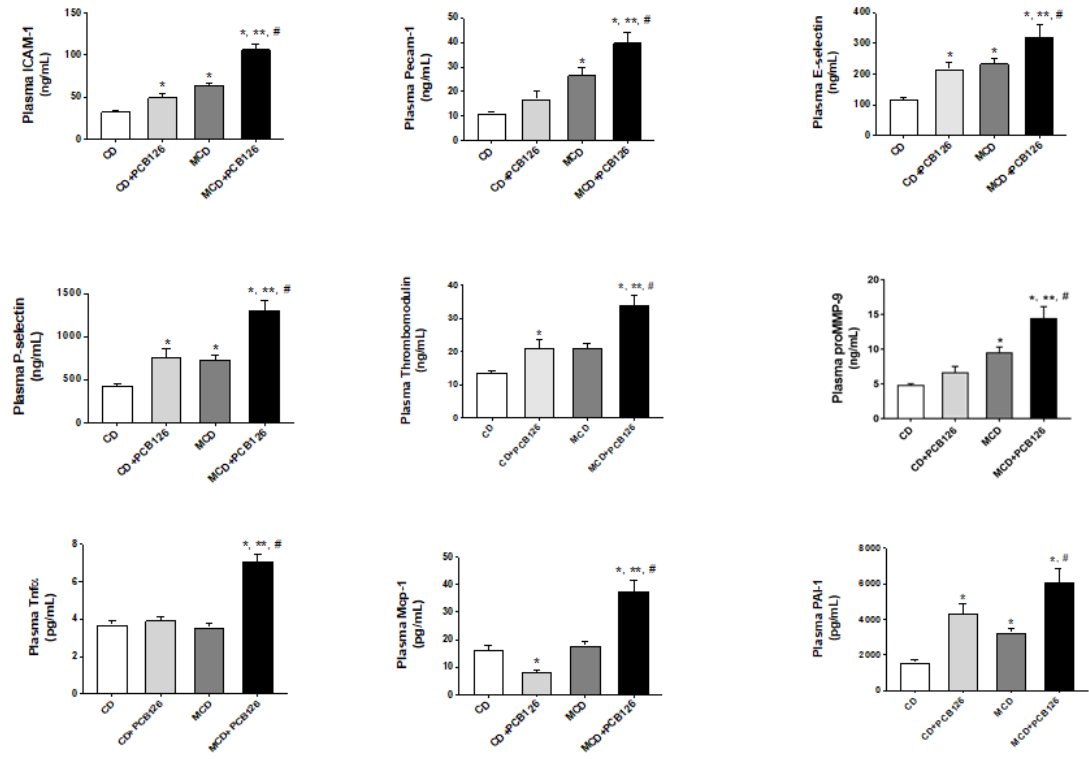 Plasma ICAM-1
(ng/mL)
150
100
50
0
*
*
*, **, #
CD
CD+PCB126
MCD
MCD+PCB126
Plasma Pecam-1
(ng/mL)
50
40
30
20
10
0
*
*, **, #
CD
CD+PCB126
MCD
MCD+PCB126
Plasma E-selectin
(ng/mL)
400
300
200
100
0
*
*
*, **, #
CD
CD+PCB126
MCD
MCD+PCB126
Plasma P-selectin
(ng/mL)
1500
1000
500
0
*
*
*, **, #
CD
CD+PCB126
MCD
MCD+PCB126
Plasma Thrombomodulin
(ng/mL)
40
30
20
10
0
*
*, **, #
CD
CD+PCB126
MCD
MCD+PCB126
Plasma proMMP-9
(ng/mL)
20
15
10
5
0
*
*, **, #
CD
CD+PCB126
MCD
MCD+PCB126
Plasma Tnfα
(pg/mL)
8
6
4
2
0
*, **, #
CD
CD+PCB126
MCD
MCD+PCB126
Plasma Mcp-1
(pg/mL)
50
40
30
20
10
0
*
*, **, #
CD
CD+PCB126
MCD
MCD+PCB126
Plasma PAI-1
(pg/mL)
8000
6000
4000
2000
0
*
*
*, #
CD
CD+PCB126
MCD
MCD+PCB126